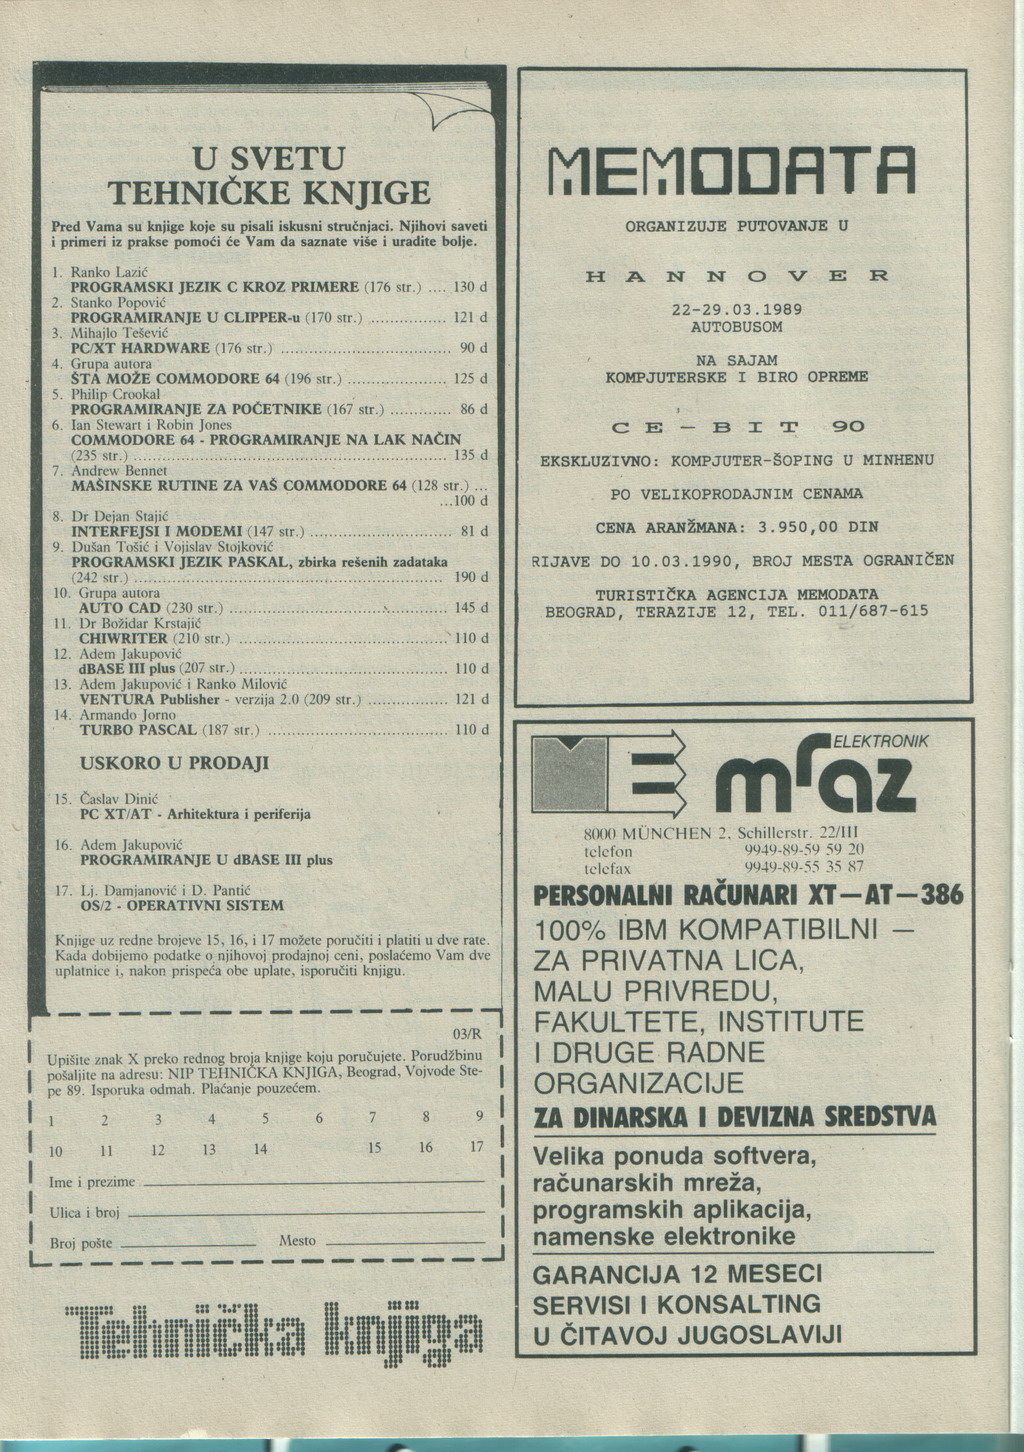 U SVETU
TEHNIČKE KNJIGE
Pred Vama su knjige koje su pisali iskusni stručnjaci. Njihovi saveti
i primeri iz prakse pomoći će Vam da saznate više i uradite bolje.
1. Ranko Lazić
PROGRAMSKI JEZIK C KROZ PRIMERE (176 str.) .... 130 d
2. Stanko Popović
PROGRAMIRANJE U CLIPPER-u (170 str.) ................ 121 d
3. Mihajlo Tešević
PC/XT HARDWARE (176 str.) ................................... 90 d
4. Grupa autora
ŠTA MOŽE COMMODORE 64 (196 str.) .................... 125 d
5. Philip Crookal
PROGRAMIRANJE ZA POČETNIKE (167 str.) ............. 86 d
6. Ian Stewart i Robin Jones
COMMODORE 64 - PROGRAMIRANJE NA LAK NAČIN
(235 str.) ................................................................ 135 d
7. Andrew Bennet
MAŠINSKE RUTINE ZA VAŠ COMMODORE 64 (128 str.) ...
...100 d
8. Dr Dejan Stajić
INTERFEJSI I MODEMI (147 str.) ............................. 81 d
9. Dušan Tošić i Vojislav Stojković
PROGRAMSKI JEZIK PASKAL, zbirka rešenih zadataka
(242 str.) ............................................................... 190 d
10. Grupa autora
AUTO CAD (230 str.) ............................................ 145 d
11. Dr Božidar Krstajić
CHIWRITER (210 str.) ........................................... 110 d
12. Adem Jakupović
dBASE III plus (207 str.) ......................................... 110 d
13. Adem Jakupović i Ranko Milović
VENTURA Publisher - verzija 2.0 (209 str.) ................. 121 d
14. Armando Jorno
TURBO PASCAL (187 str.) ..................................... 110 d
USKORO U PRODAJI
15. Časlav Dinić
PC XT/AT - Arhitektura i periferija
16. Adem Jakupović
PROGRAMIRANJE U dBASE III plus
17. Lj. Damjanović i D. Pantić
OS/2 - OPERATIVNI SISTEM
Knjige uz redne brojeve 15, 16, i 17 možete poručiti i platiti u dve rate.
Kada dobijemo podatke o njihovoj prodajnoj ceni, poslaćemo Vam dve
uplatnice i, nakon prispeća obe uplate, isporučiti knjigu.
03/R
Upišite znak X preko rednog broja knjige koju poručujete. Porudžbinu
pošaljite na adresu: NIP TEHNIČKA KNJIGA, Beograd, Vojvode Ste-
pe 89. Isporuka odmah. Plaćanje pouzećem.
1 2 3 4 5 6 7 8 9
10 11 12 13 14 15 16 17
Ime i prezime
Ulica i broj
Broj pošte Mesto
Tehnička knjiga
MEMODATA
ORGANIZUJE PUTOVANJE U
HANNOVER
22-29.03.1989
AUTOBUSOM
NA SAJAM
KOMPJUTERSKE I BIRO OPREME
CE-BIT 90
EKSKLUZIVNO: KOMPJUTER-ŠOPING U MINHENU
PO VELIKOPRODAJNIM CENAMA
CENA ARANŽMANA: 3.950,00 DIN
RIJAVE DO 10.03.1990, BROJ MESTA OGRANIČEN
TURISTIČKA AGENCIJA MEMODATA
BEOGRAD, TERAZIJE 12, TEL. 011/687-615
ME mraz ELEKTRONIK
8000 MÜNCHEN 2, Schillerstr. 22/III
telefon 9949-89-59 59 20
telefax 9949-89-55 35 87
PERSONALNI RAČUNARI XT—AT—386
100% IBM KOMPATIBILNI —
ZA PRIVATNA LICA,
MALU PRIVREDU,
FAKULTETE, INSTITUTE
I DRUGE RADNE
ORGANIZACIJE
ZA DINARSKA I DEVIZNA SREDSTVA
Velika ponuda softvera,
računarskih mreža,
programskih aplikacija,
namenske elektronike
GARANCIJA 12 MESECI
SERVISI I KONSALTING
U ČITAVOJ JUGOSLAVIJI